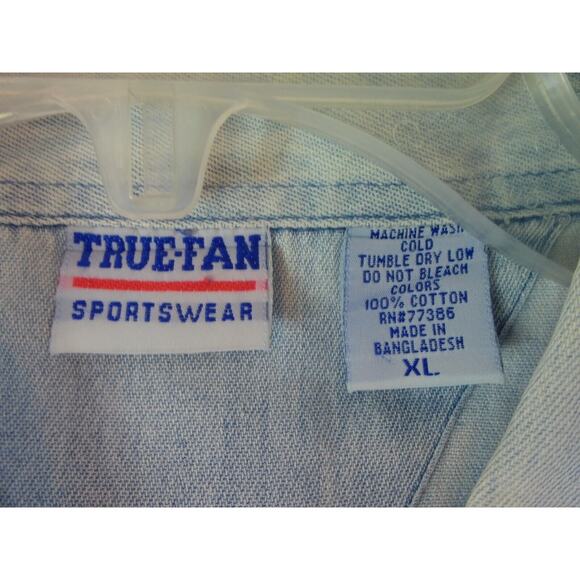 TRUE-FAN
SPORTSWEAR
MACHINE WASH
COLD
TUMBLE DRY LOW
DO NOT BLEACH
COLORS
100% COTTON
RN#77386
MADE IN
BANGLADESH
XL